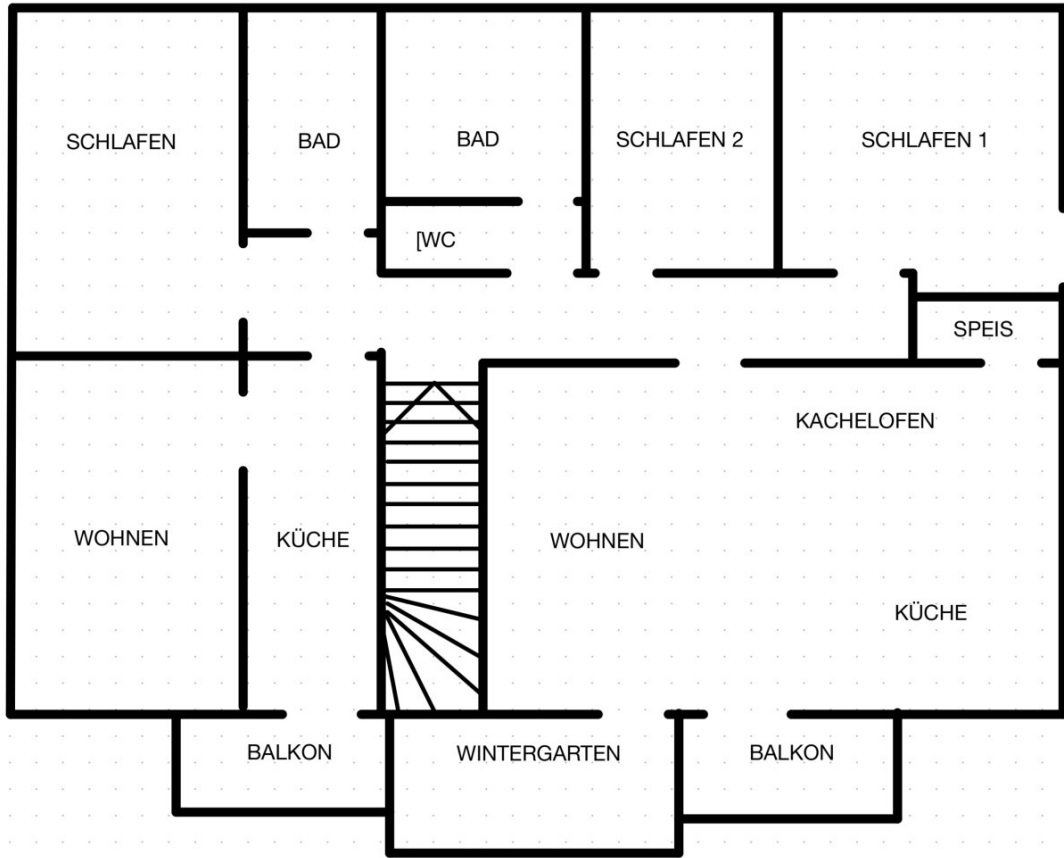 SCHLAFEN
BAD
BAD
SCHLAFEN 2
SCHLAFEN 1
[WC
SPEIS
KACHELOFEN
WOHNEN
KÜCHE
WOHNEN
KÜCHE
BALKON
WINTERGARTEN
BALKON